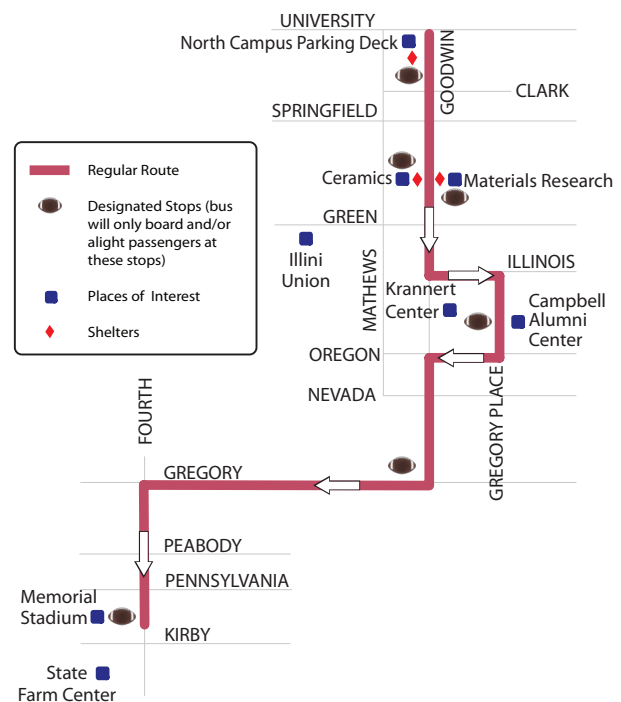 UNIVERSITY
North Campus Parking Deck
GOODWIN
CLARK
SPRINGFIELD
Regular Route
Designated Stops (bus
will only board and/or
alight passengers at
these stops)
Places of Interest
Shelters
Ceramics
Materials Research
GREEN
Illini
Union
MATHEWS
ILLINOIS
Krannert
Center
Campbell
Alumni
Center
OREGON
NEVADA
GREGORY PLACE
FOURTH
GREGORY
PEABODY
PENNSYLVANIA
Memorial
Stadium
KIRBY
State
Farm Center